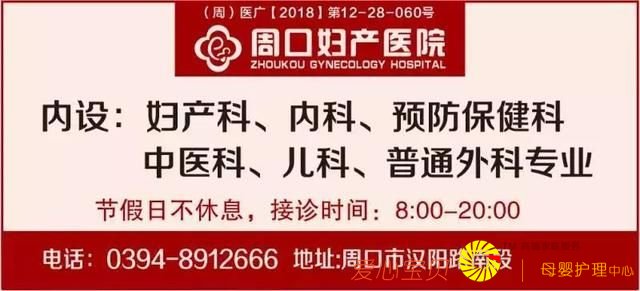 （周）医广【2018】第12-28-060号
周口妇产医院
ZHOUKOU GYNECOLOGY HOSPITAL
内设：妇产科、内科、预防保健科
中医科、儿科、普通外科专业
节假日不休息，接诊时间：8:00-20:00
电话：0394-8912666 地址:周口市汉阳路南段
爱心宝贝
母婴护理中心